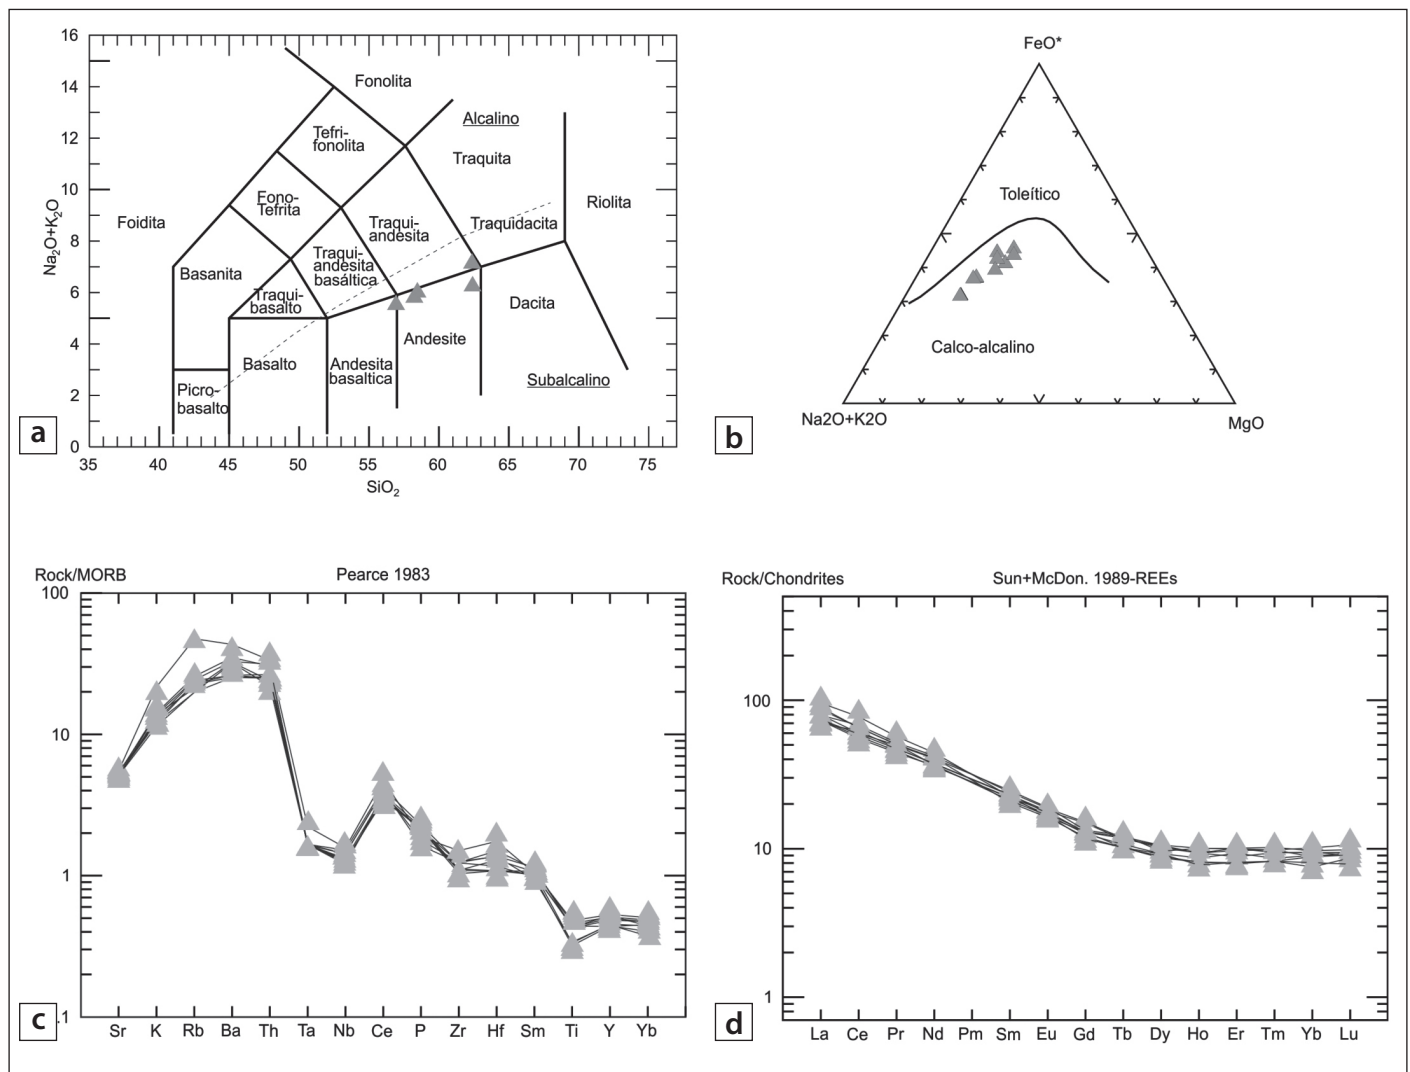 16
14
12
10
8
6
4
2
0
Na2O+K2O
35
40
45
50
55
60
65
70
75
SiO2
Fonolita
Alcalino
Tefri-
fonolita
Traquita
Fono-
Tefrita
Riolita
Foidita
Traqui-
andesita
Traquidacita
Traqui-
andesita
basáltica
Basanita
Traqui-
basalto
Dacita
Andesite
Basalto
Andesita
basaltica
Subalcalino
Picro-
basalto
a
FeO*
Toleítico
Calco-alcalino
Na2O+K2O
MgO
b
Rock/MORB
Pearce 1983
100
10
1
.1
Sr K Rb Ba Th Ta Nb Ce P Zr Hf Sm Ti Y Yb
c
Rock/Chondrites
Sun+McDon. 1989-REEs
100
10
1
La Ce Pr Nd Pm Sm Eu Gd Tb Dy Ho Er Tm Yb Lu
d